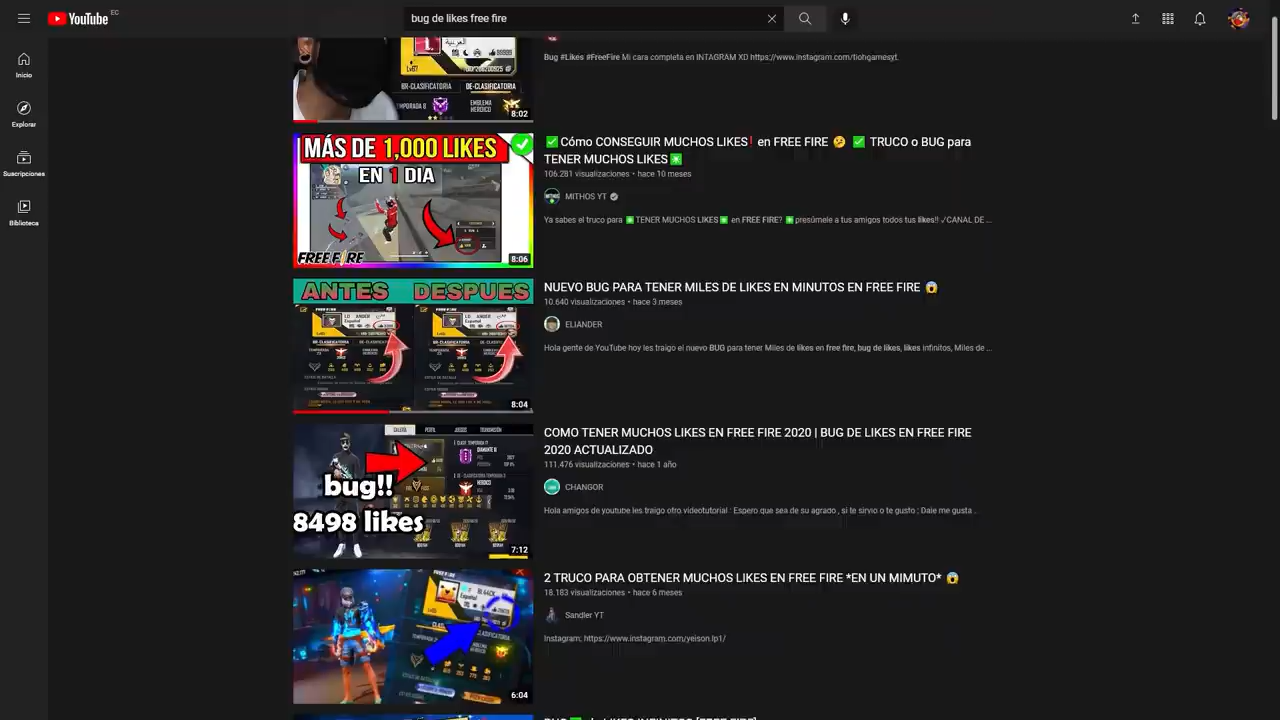 YouTube EC
bug de likes free fire
Inicio
Explorar
Suscripciones
Biblioteca
BR-CLASIFICATORIA DE-CLASIFICATORIA
TEMPORADA 8 EMBLEMA
HEROICO
8:02
Bug #Likes #FreeFire Mi cara completa en INTAGRAM XD https://www.instagram.com/tiohgamesyt.
MÁS DE 1,000 LIKES
EN 1 DIA
FREE FIRE
8:06
✅Cómo CONSEGUIR MUCHOS LIKES❗ en FREE FIRE 🤔 ✅ TRUCO o BUG para
TENER MUCHOS LIKES✳️
106.281 visualizaciones • hace 10 meses
MITHOS YT
Ya sabes el truco para ✳️TENER MUCHOS LIKES✳️ en FREE FIRE? ✳️presúmele a tus amigos todos tus likes!! ✓CANAL DE ...
ANTES DESPUES
8:04
NUEVO BUG PARA TENER MILES DE LIKES EN MINUTOS EN FREE FIRE 😱
10.640 visualizaciones • hace 3 meses
ELIANDER
Hola gente de YouTube hoy les traigo el nuevo BUG para tener Miles de likes en free fire, bug de likes, likes infinitos, Miles de ...
bug!!
8498 likes
7:12
COMO TENER MUCHOS LIKES EN FREE FIRE 2020 | BUG DE LIKES EN FREE FIRE
2020 ACTUALIZADO
111.476 visualizaciones • hace 1 año
CHANGOR
Hola amigos de youtube les traigo otro videotutorial : Espero que sea de su agrado , si te sirvio o te gusto ; Dale me gusta ...
6:04
2 TRUCO PARA OBTENER MUCHOS LIKES EN FREE FIRE *EN UN MIMUTO* 😱
18.183 visualizaciones • hace 6 meses
Sandler YT
Instagram; https://www.instagram.com/yeison.lp1/